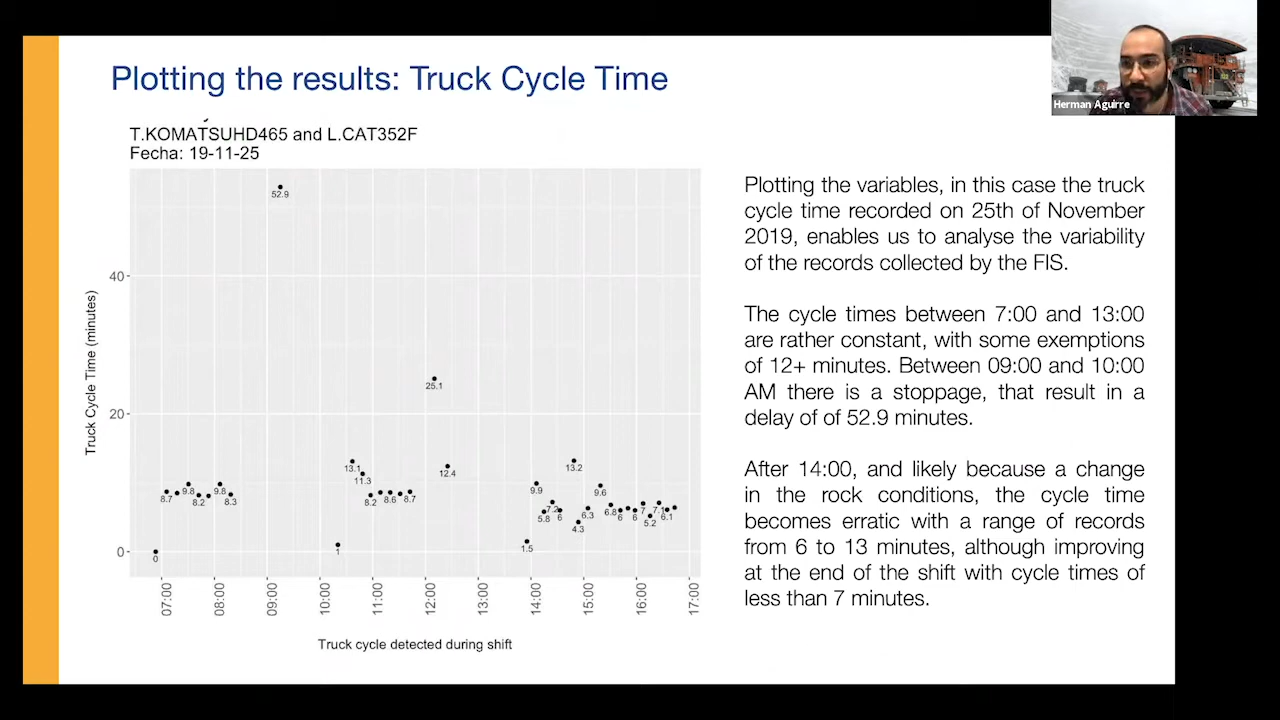 Plotting the results: Truck Cycle Time
Herman Aguirre
T.KOMATSUHD465 and L.CAT352F
Fecha: 19-11-25
Truck Cycle Time (minutes)
40
20
0
52.9
25.1
13.1
11.3
12.4
13.2
8.7
9.8
8.2
9.8
8.3
8.2
8.6
8.7
9.9
9.6
5.8
7.2
6
4.3
6.3
6.8
6
6
7
5.2
7.1
6.1
0
1
1.5
07:00
08:00
09:00
10:00
11:00
12:00
13:00
14:00
15:00
16:00
17:00
Truck cycle detected during shift
Plotting the variables, in this case the truck
cycle time recorded on 25th of November
2019, enables us to analyse the variability
of the records collected by the FIS.
The cycle times between 7:00 and 13:00
are rather constant, with some exemptions
of 12+ minutes. Between 09:00 and 10:00
AM there is a stoppage, that result in a
delay of of 52.9 minutes.
After 14:00, and likely because a change
in the rock conditions, the cycle time
becomes erratic with a range of records
from 6 to 13 minutes, although improving
at the end of the shift with cycle times of
less than 7 minutes.